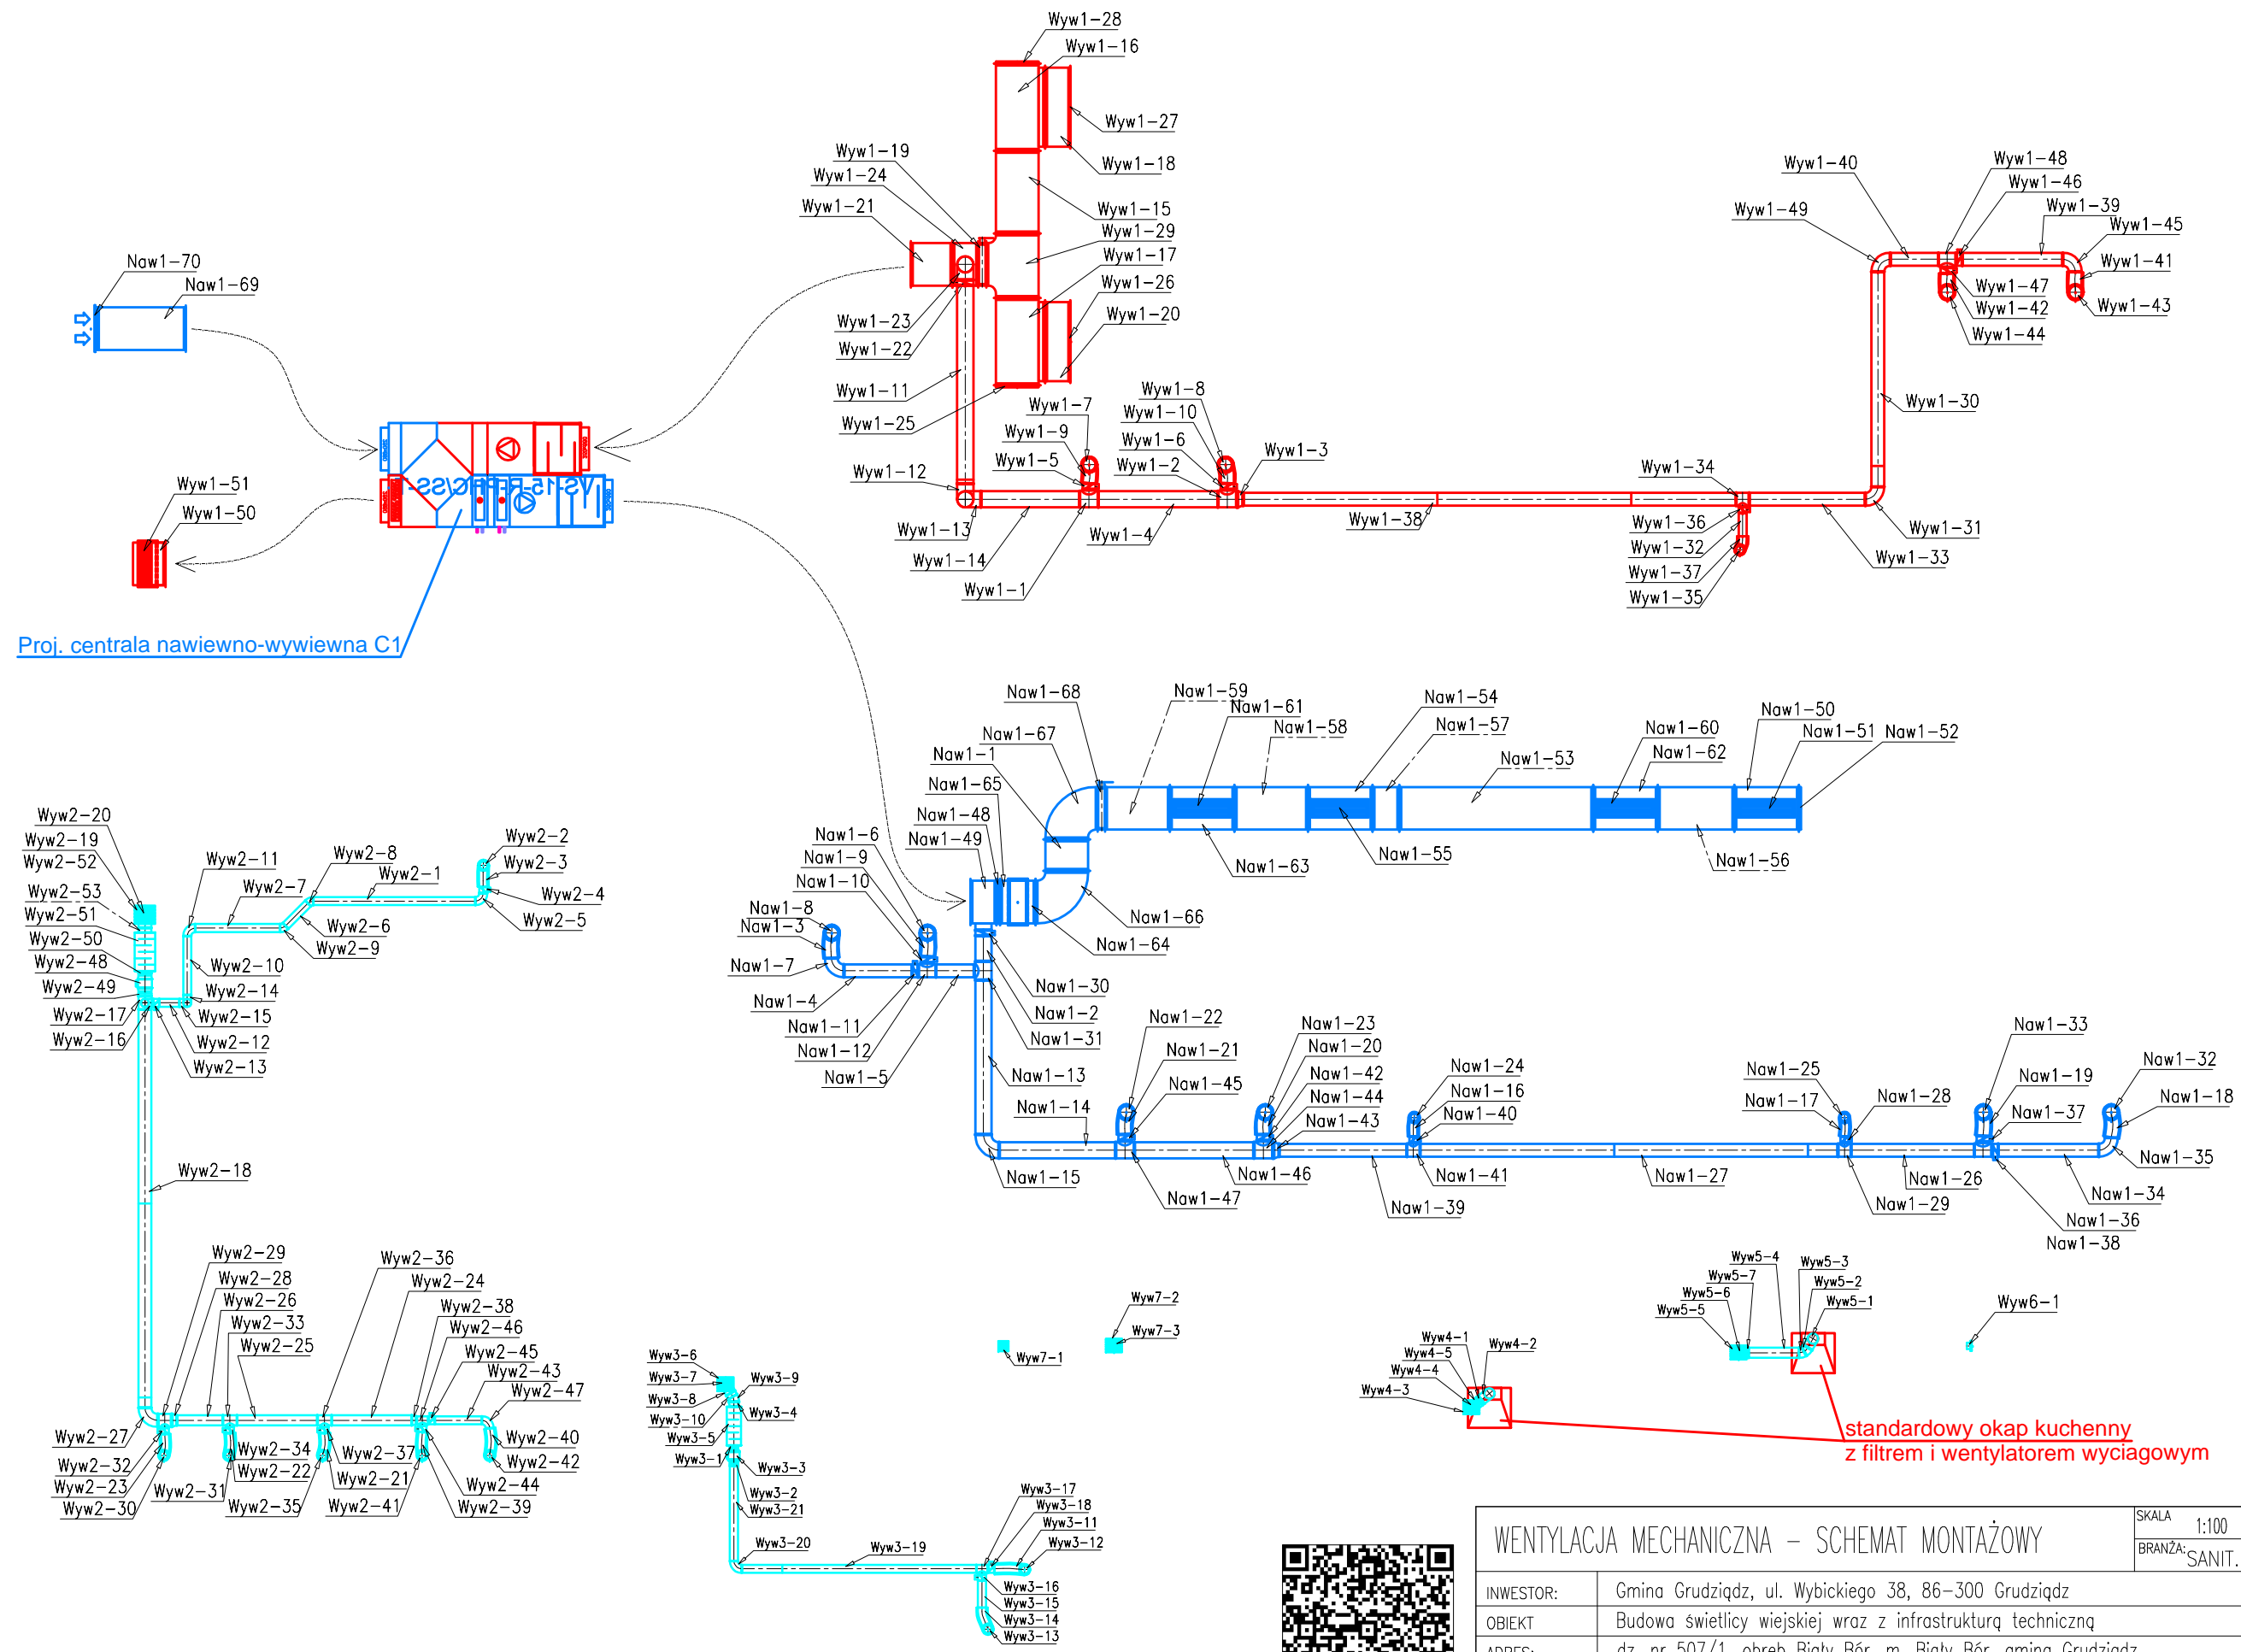 Wyw1-28
Wyw1-16
Wyw1-27
Wyw1-18
Wyw1-19
Wyw1-24
Wyw1-21
Wyw1-15
Wyw1-29
Wyw1-17
Wyw1-26
Wyw1-20
Wyw1-23
Wyw1-22
Wyw1-11
Wyw1-25
Wyw1-12
Wyw1-13
Wyw1-14
Wyw1-1
Wyw1-7
Wyw1-9
Wyw1-5
Wyw1-8
Wyw1-10
Wyw1-6
Wyw1-2
Wyw1-3
Wyw1-4
Wyw1-38
Wyw1-34
Wyw1-36
Wyw1-32
Wyw1-37
Wyw1-35
Wyw1-33
Wyw1-31
Wyw1-30
Wyw1-40
Wyw1-49
Wyw1-48
Wyw1-46
Wyw1-39
Wyw1-45
Wyw1-41
Wyw1-47
Wyw1-42
Wyw1-43
Wyw1-44
Naw1-70
Naw1-69
Wyw1-51
Wyw1-50
VS-15-R-PHC/SS-T
Proj. centrala nawiewno-wywiewna C1
Naw1-68
Naw1-59
Naw1-61
Naw1-58
Naw1-54
Naw1-57
Naw1-53
Naw1-60
Naw1-62
Naw1-50
Naw1-51
Naw1-52
Naw1-67
Naw1-1
Naw1-65
Naw1-48
Naw1-49
Naw1-63
Naw1-55
Naw1-56
Naw1-66
Naw1-64
Naw1-6
Naw1-9
Naw1-10
Naw1-8
Naw1-3
Naw1-7
Naw1-4
Naw1-11
Naw1-12
Naw1-5
Naw1-30
Naw1-2
Naw1-31
Naw1-13
Naw1-14
Naw1-15
Naw1-22
Naw1-21
Naw1-45
Naw1-47
Naw1-46
Naw1-23
Naw1-20
Naw1-42
Naw1-44
Naw1-43
Naw1-39
Naw1-24
Naw1-16
Naw1-40
Naw1-41
Naw1-27
Naw1-25
Naw1-17
Naw1-28
Naw1-29
Naw1-26
Naw1-33
Naw1-19
Naw1-37
Naw1-32
Naw1-18
Naw1-35
Naw1-34
Naw1-36
Naw1-38
Wyw2-20
Wyw2-19
Wyw2-52
Wyw2-53
Wyw2-51
Wyw2-50
Wyw2-48
Wyw2-49
Wyw2-17
Wyw2-16
Wyw2-11
Wyw2-7
Wyw2-8
Wyw2-1
Wyw2-2
Wyw2-3
Wyw2-4
Wyw2-5
Wyw2-6
Wyw2-9
Wyw2-10
Wyw2-14
Wyw2-15
Wyw2-12
Wyw2-13
Wyw2-18
Wyw2-29
Wyw2-28
Wyw2-26
Wyw2-33
Wyw2-25
Wyw2-36
Wyw2-24
Wyw2-38
Wyw2-46
Wyw2-45
Wyw2-43
Wyw2-47
Wyw2-27
Wyw2-32
Wyw2-23
Wyw2-30
Wyw2-31
Wyw2-34
Wyw2-22
Wyw2-35
Wyw2-37
Wyw2-21
Wyw2-41
Wyw2-40
Wyw2-42
Wyw2-44
Wyw2-39
Wyw7-2
Wyw7-3
Wyw7-1
Wyw3-6
Wyw3-7
Wyw3-8
Wyw3-10
Wyw3-5
Wyw3-1
Wyw3-9
Wyw3-4
Wyw3-3
Wyw3-2
Wyw3-21
Wyw3-20
Wyw3-19
Wyw3-17
Wyw3-18
Wyw3-11
Wyw3-12
Wyw3-16
Wyw3-15
Wyw3-14
Wyw3-13
Wyw4-1
Wyw4-2
Wyw4-5
Wyw4-4
Wyw4-3
Wyw5-4
Wyw5-7
Wyw5-6
Wyw5-5
Wyw5-3
Wyw5-2
Wyw5-1
Wyw6-1
standardowy okap kuchenny
z filtrem i wentylatorem wyciagowym
WENTYLACJA MECHANICZNA – SCHEMAT MONTAŻOWY
SKALA 1:100
BRANŻA: SANIT.
INWESTOR: Gmina Grudziądz, ul. Wybickiego 38, 86-300 Grudziądz
OBIEKT Budowa świetlicy wiejskiej wraz z infrastrukturą techniczną
ADRES: dz. nr 507/1, obręb Biały Bór, m. Biały Bór, gmina Grudziądz